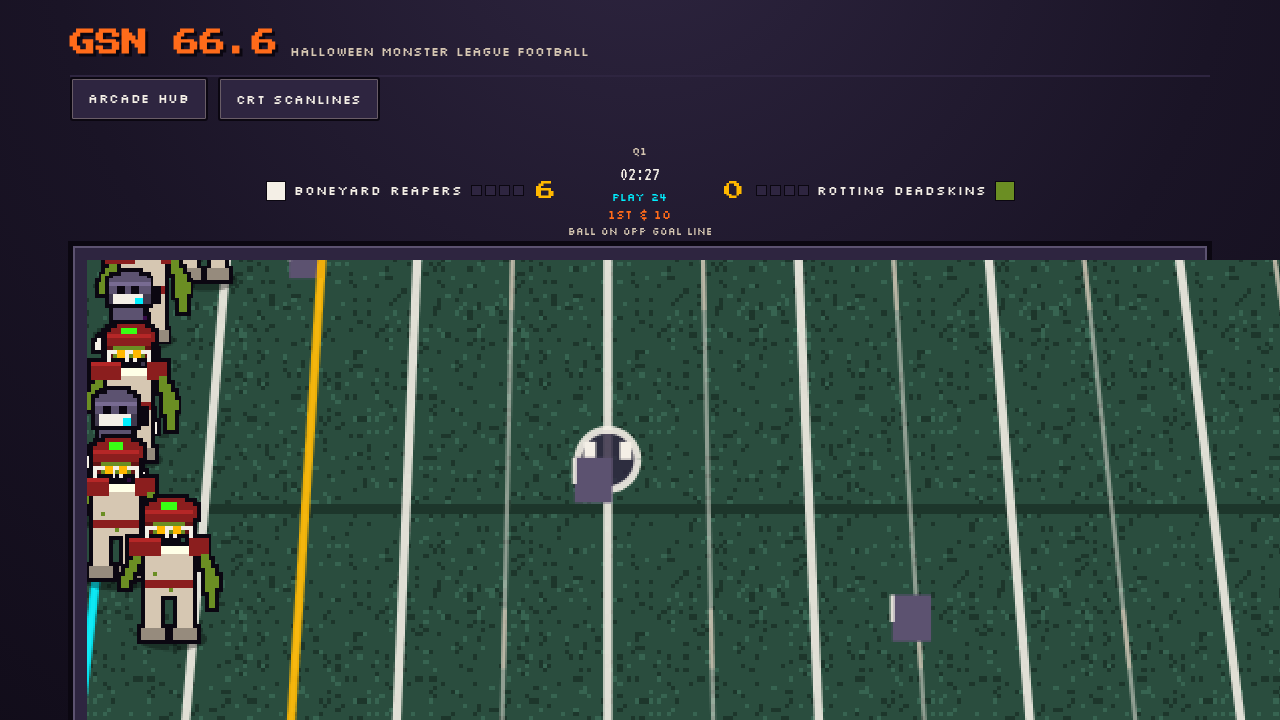 GSN 66.6
HALLOWEEN MONSTER LEAGUE FOOTBALL
ARCADE HUB
CRT SCANLINES
Q1
02:27
BONEYARD REAPERS 6
0 ROTTING DEADSKINS
PLAY 24
1ST $ 10
BALL ON OPP GOAL LINE